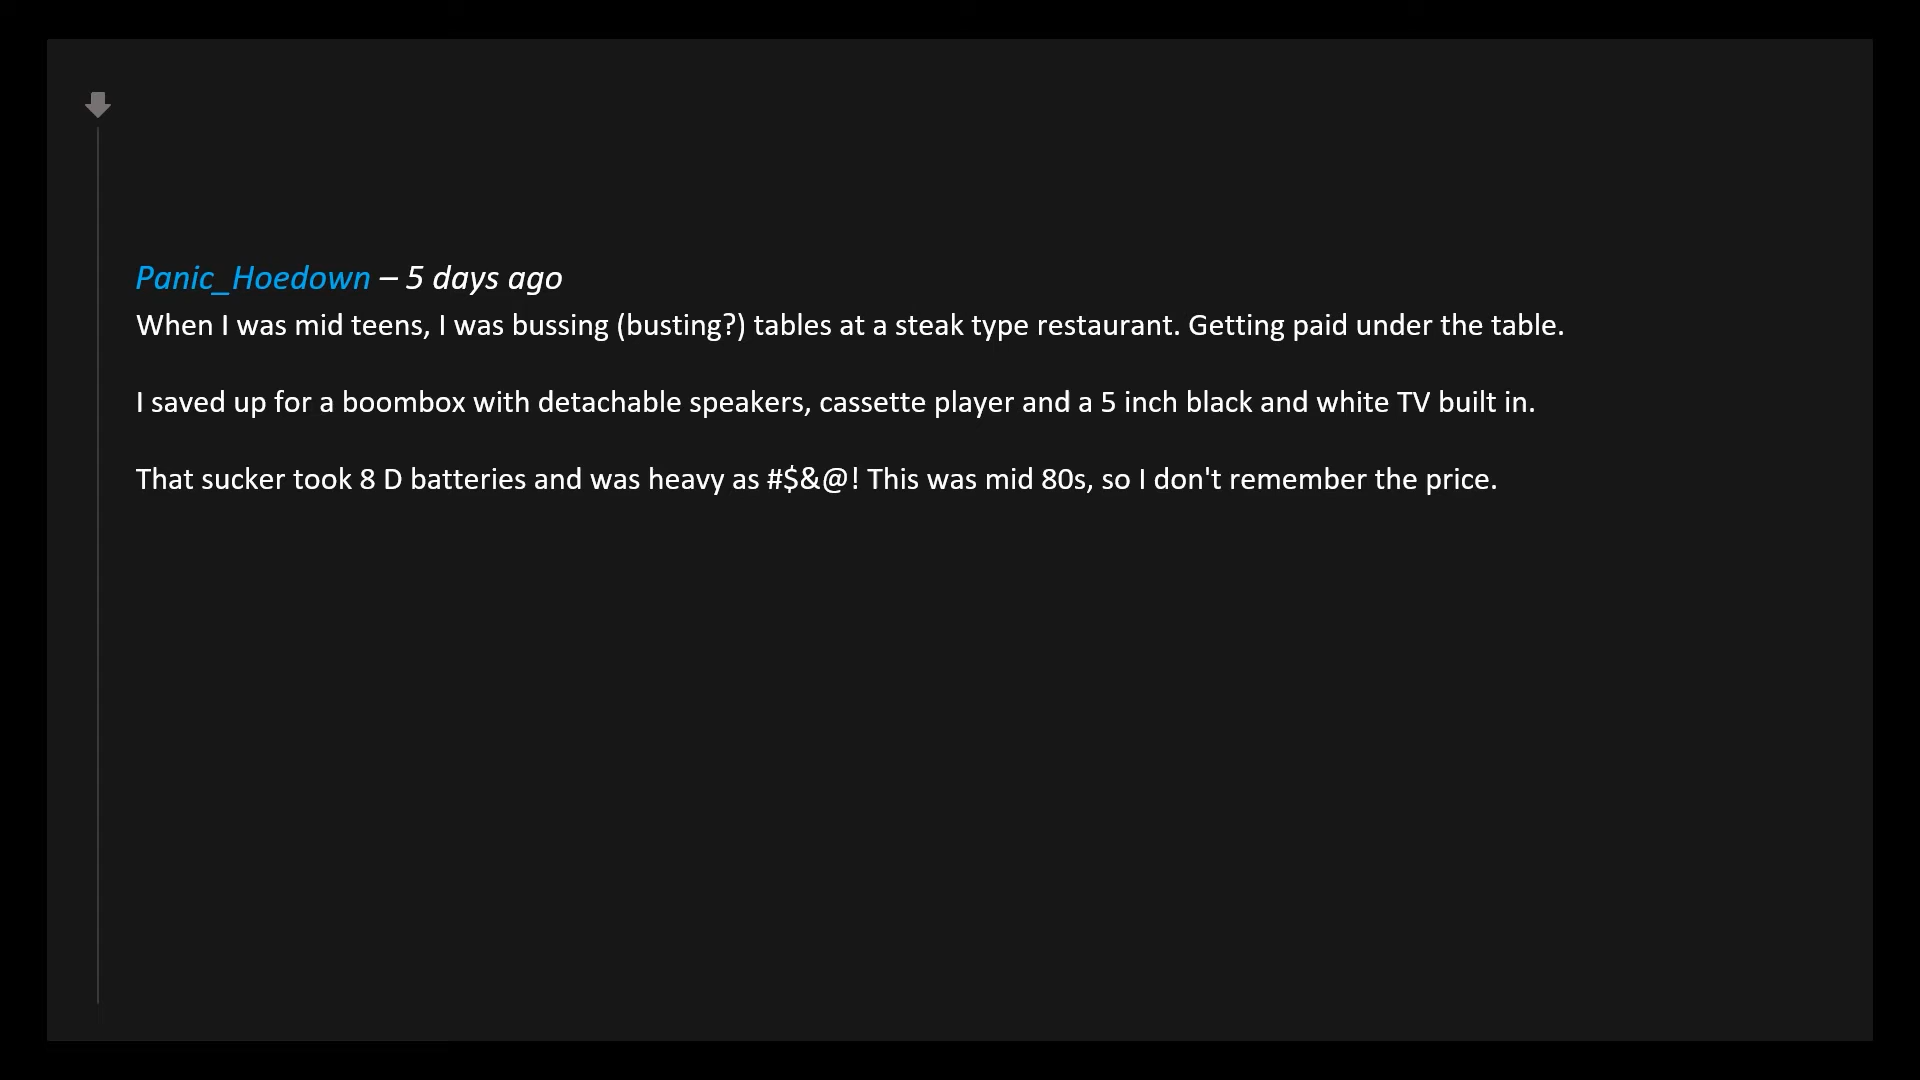 Panic_Hoedown – 5 days ago
When I was mid teens, I was bussing (busting?) tables at a steak type restaurant. Getting paid under the table.
I saved up for a boombox with detachable speakers, cassette player and a 5 inch black and white TV built in.
That sucker took 8 D batteries and was heavy as #$&@! This was mid 80s, so I don't remember the price.